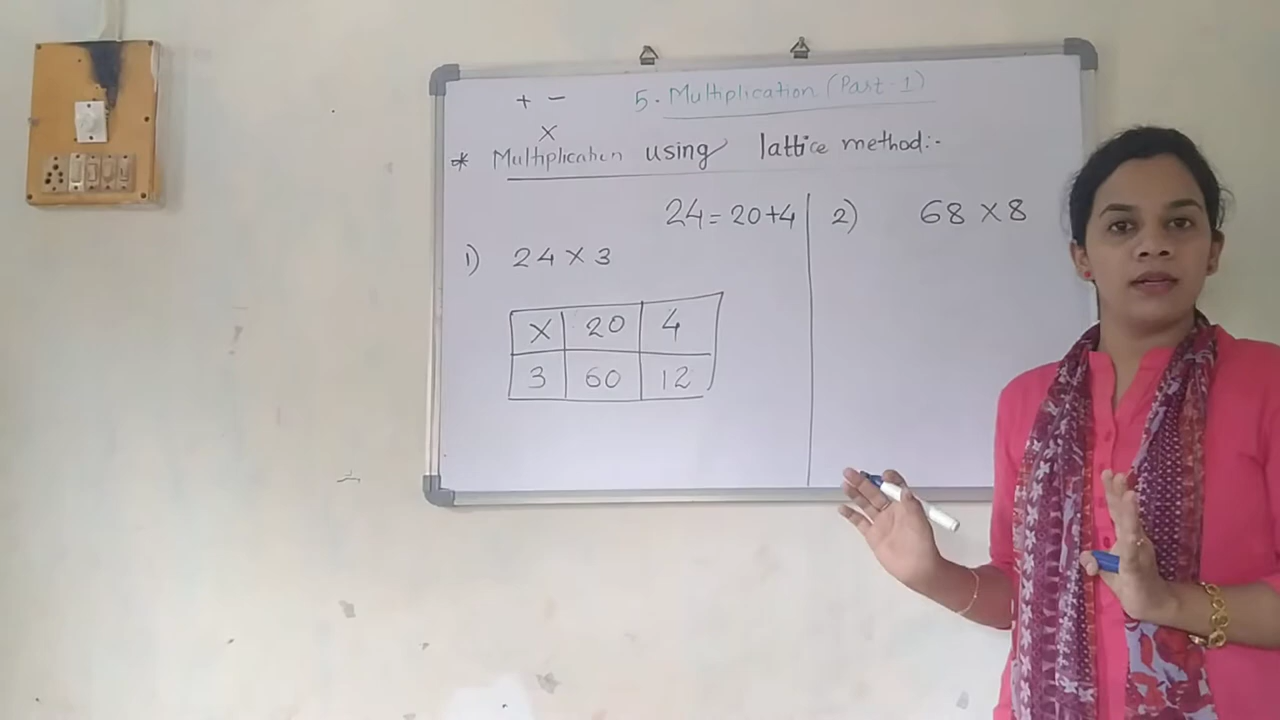 + -
×
5. Multiplication (Part-1)
* Multiplication using lattice method:-
24 = 20+4
1) 24 × 3
× 20 4
3 60 12
2) 68 × 8